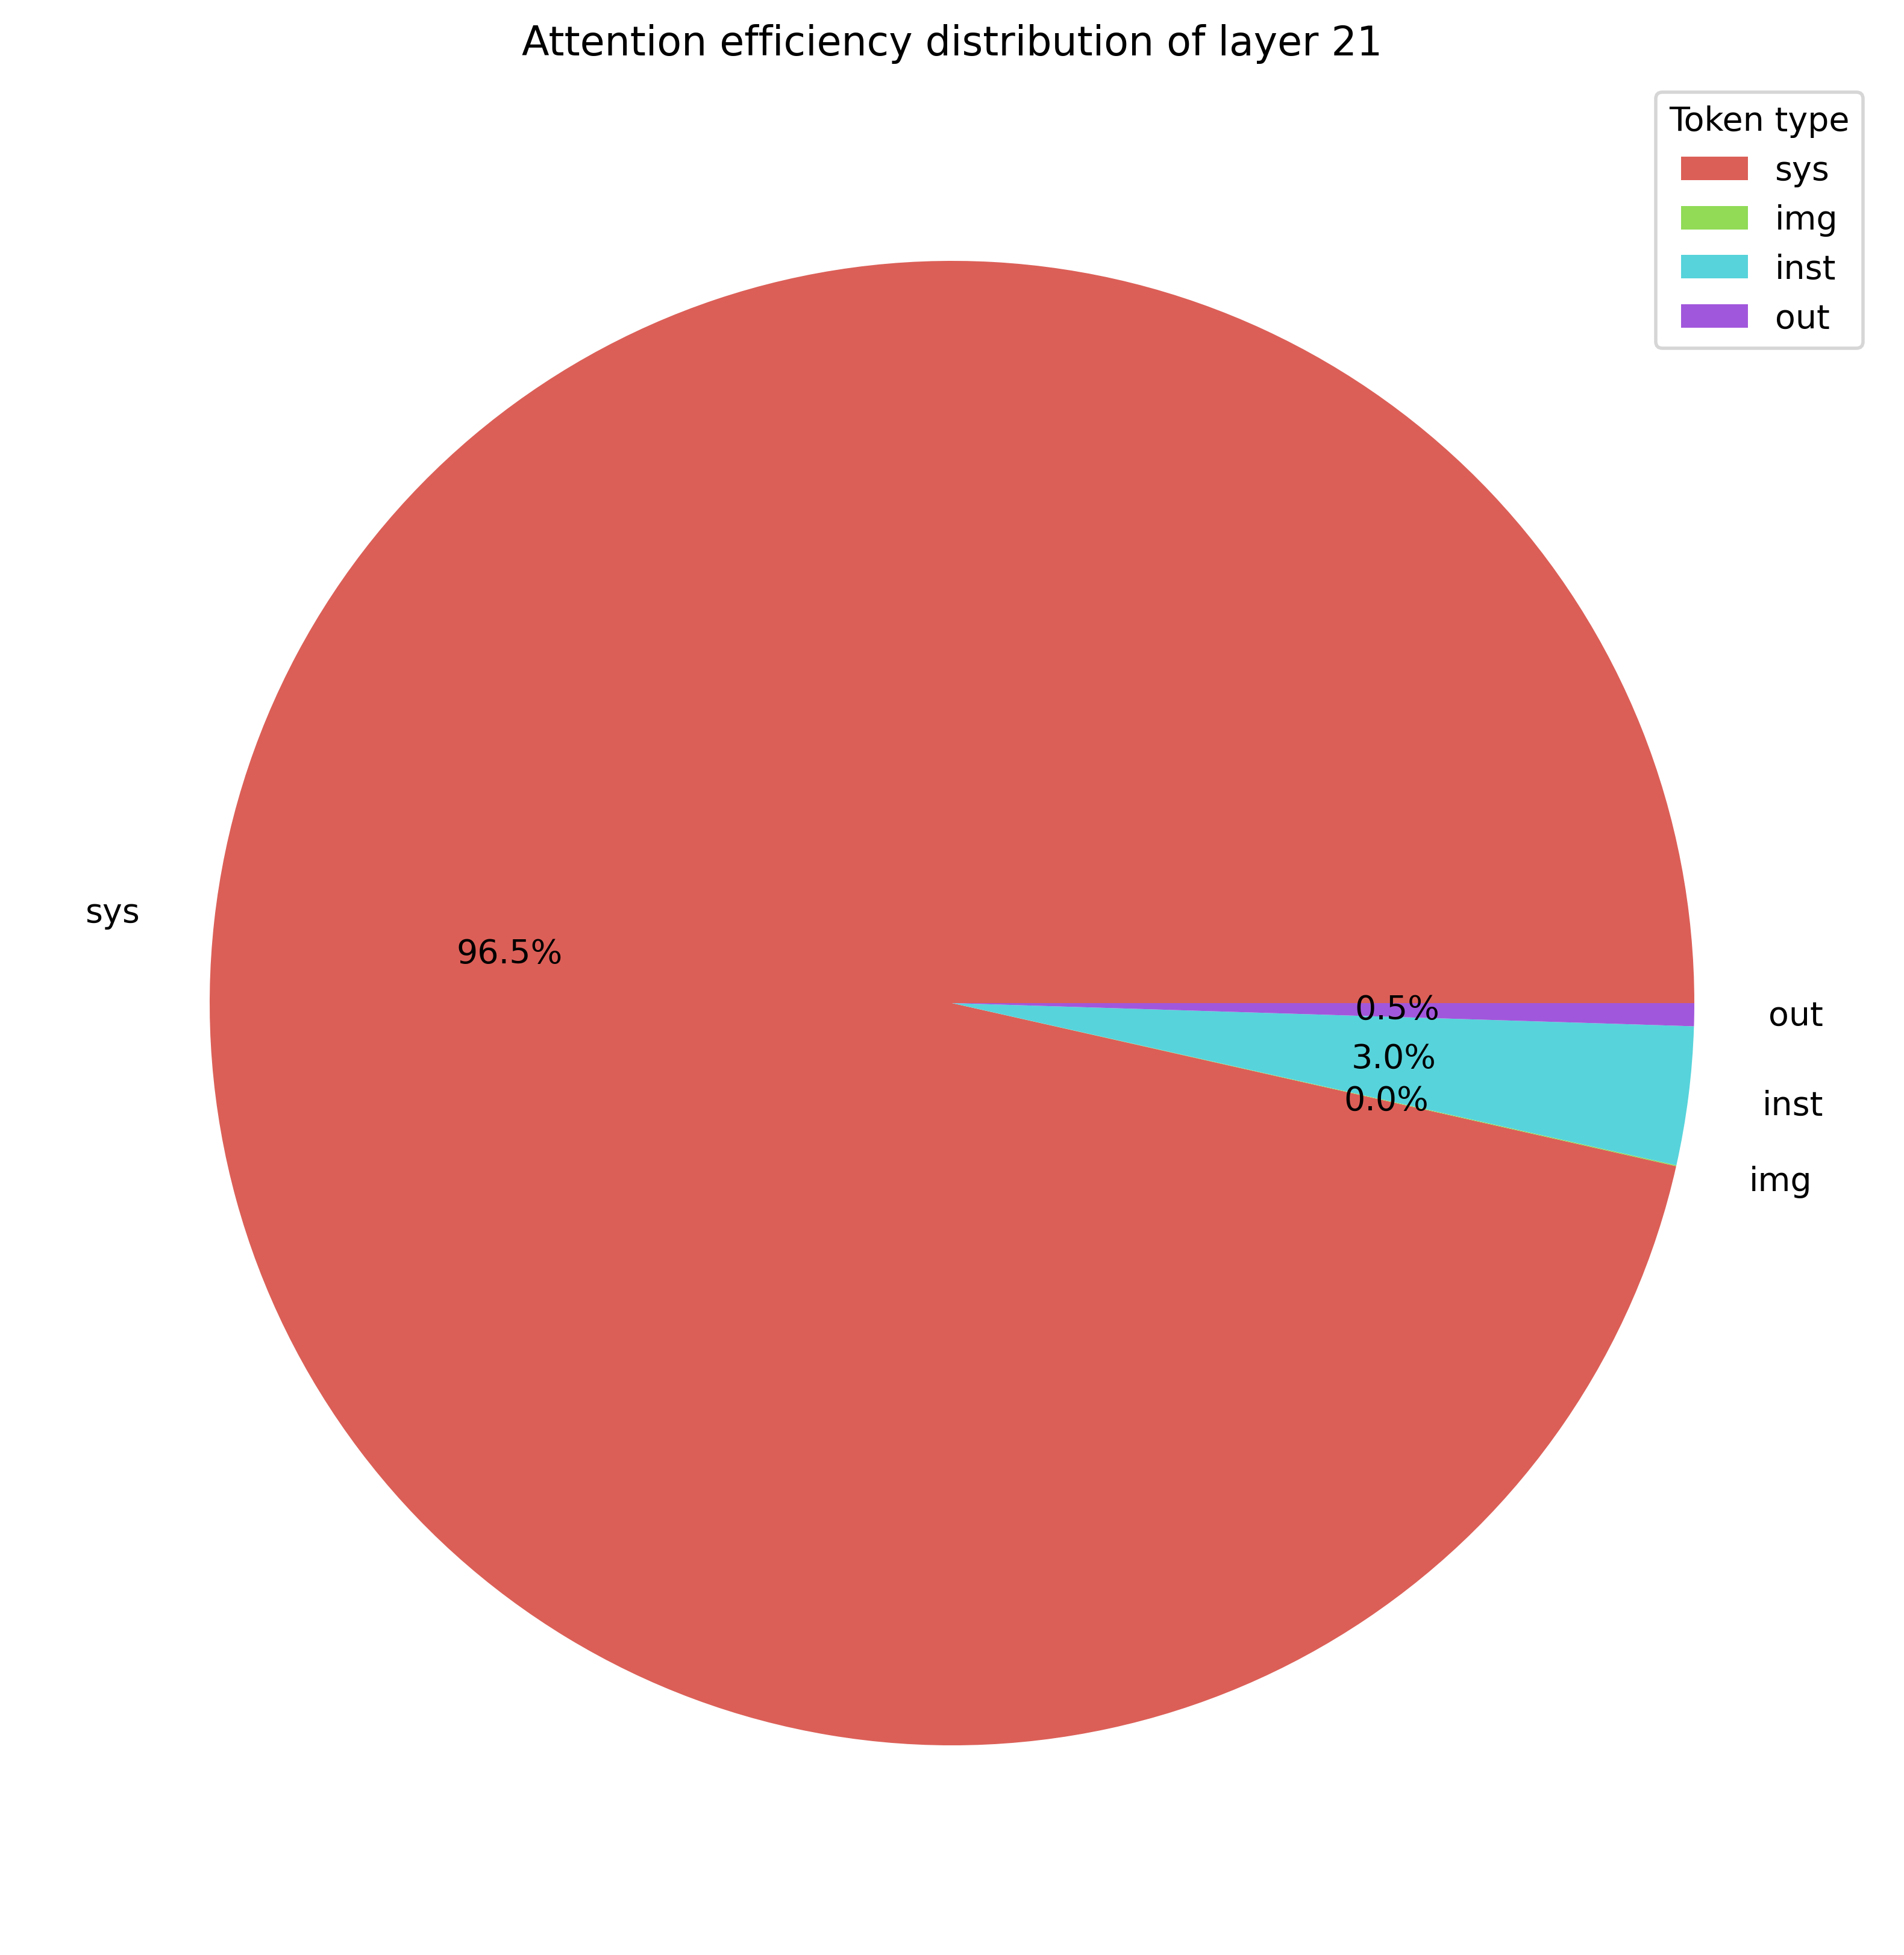 Attention efficiency distribution of layer 21
Token type
sys
img
inst
out
sys
96.5%
0.5%
out
3.0%
inst
0.0%
img